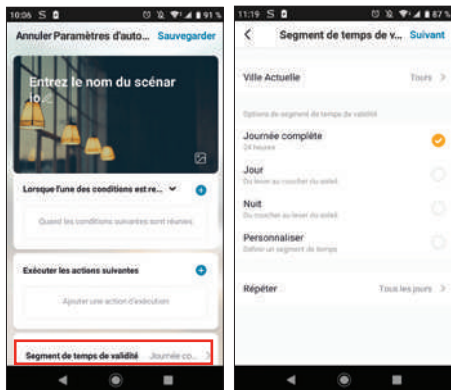 10:06 S 91 %
Annuler Paramètres d'auto... Sauvegarder
Entrez le nom du scénar
io.
Lorsque l'une des conditions est re...
Quand les conditions suivantes sont réunies
Exécuter les actions suivantes
Ajouter une action d'exécution
Segment de temps de validité Journée co...
11:19 S 87 %
Segment de temps de v... Suivant
Ville Actuelle Tours
Options de segment de temps de validité
Journée complète
24 heures
Jour
Du lever au coucher du soleil
Nuit
Du coucher au lever du soleil
Personnaliser
Définir un segment de temps
Répéter Tous les jours